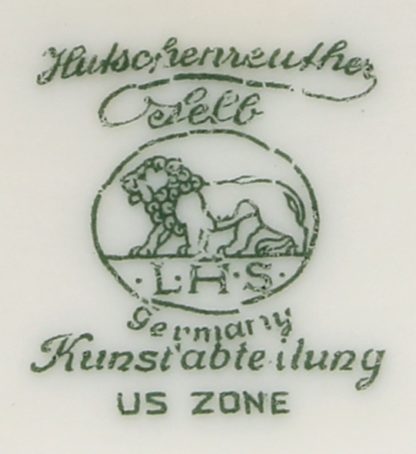 Hutschenreuther
Selb
· L · H · S ·
Germany
Kunstabteilung
US ZONE